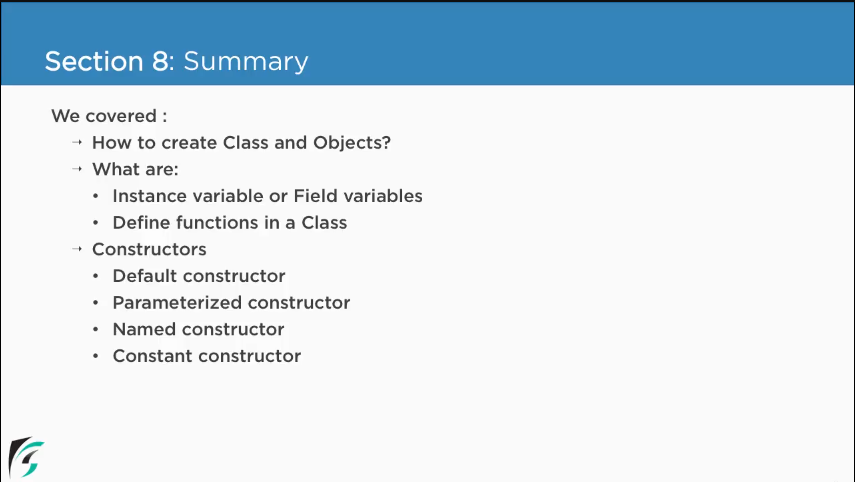 Section 8: Summary
We covered :
→ How to create Class and Objects?
→ What are:
• Instance variable or Field variables
• Define functions in a Class
→ Constructors
• Default constructor
• Parameterized constructor
• Named constructor
• Constant constructor